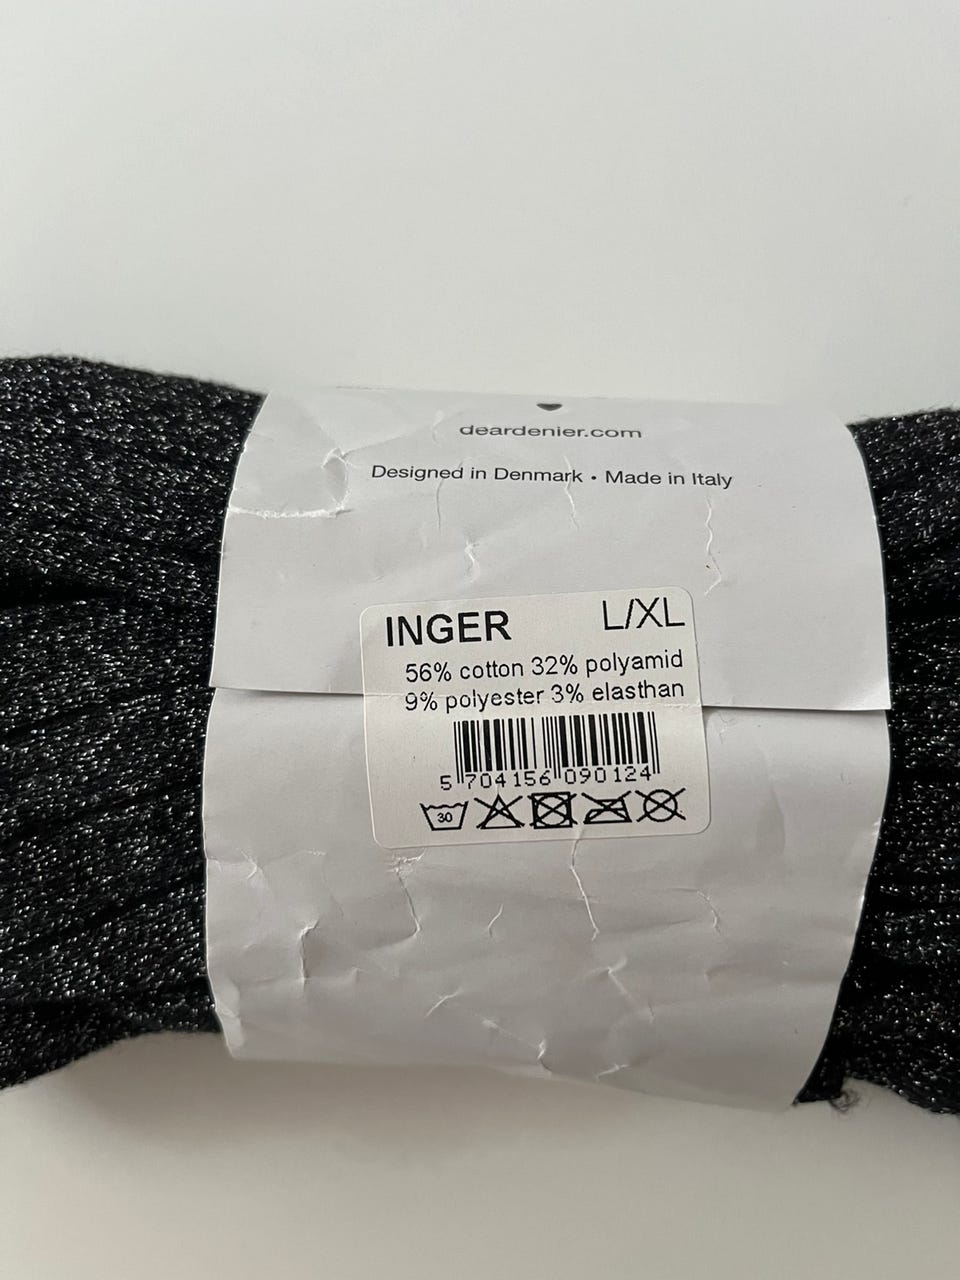 deardenier.com
Designed in Denmark • Made in Italy
INGER L/XL
56% cotton 32% polyamid
9% polyester 3% elasthan
5 704156 090124
30